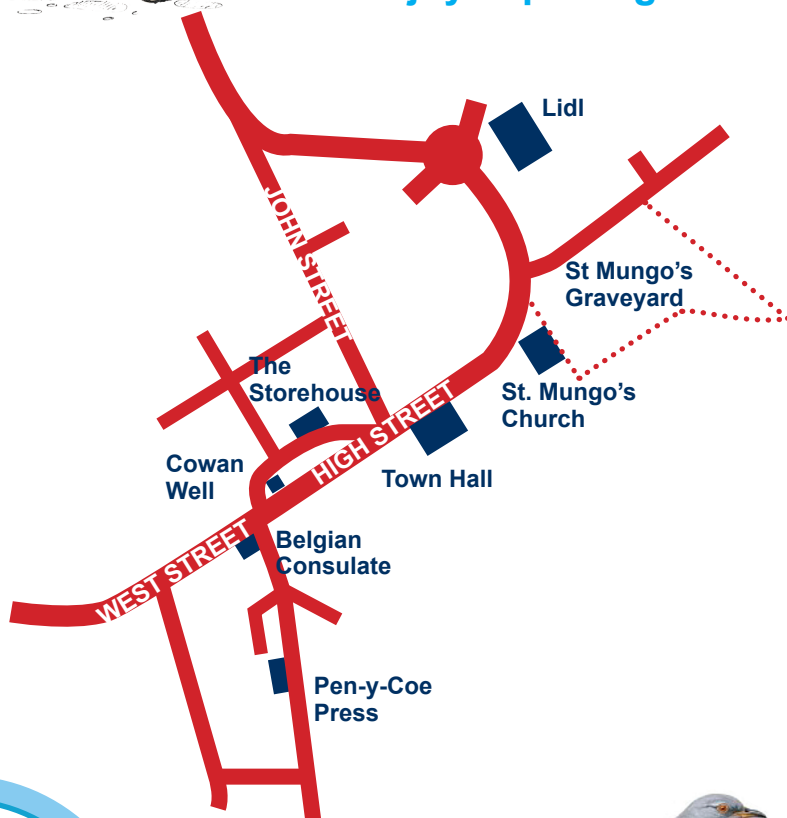 Lidl
JOHN STREET
St Mungo's
Graveyard
The
Storehouse
St. Mungo's
Church
HIGH STREET
Town Hall
Cowan
Well
Belgian
Consulate
WEST STREET
Pen-y-Coe
Press